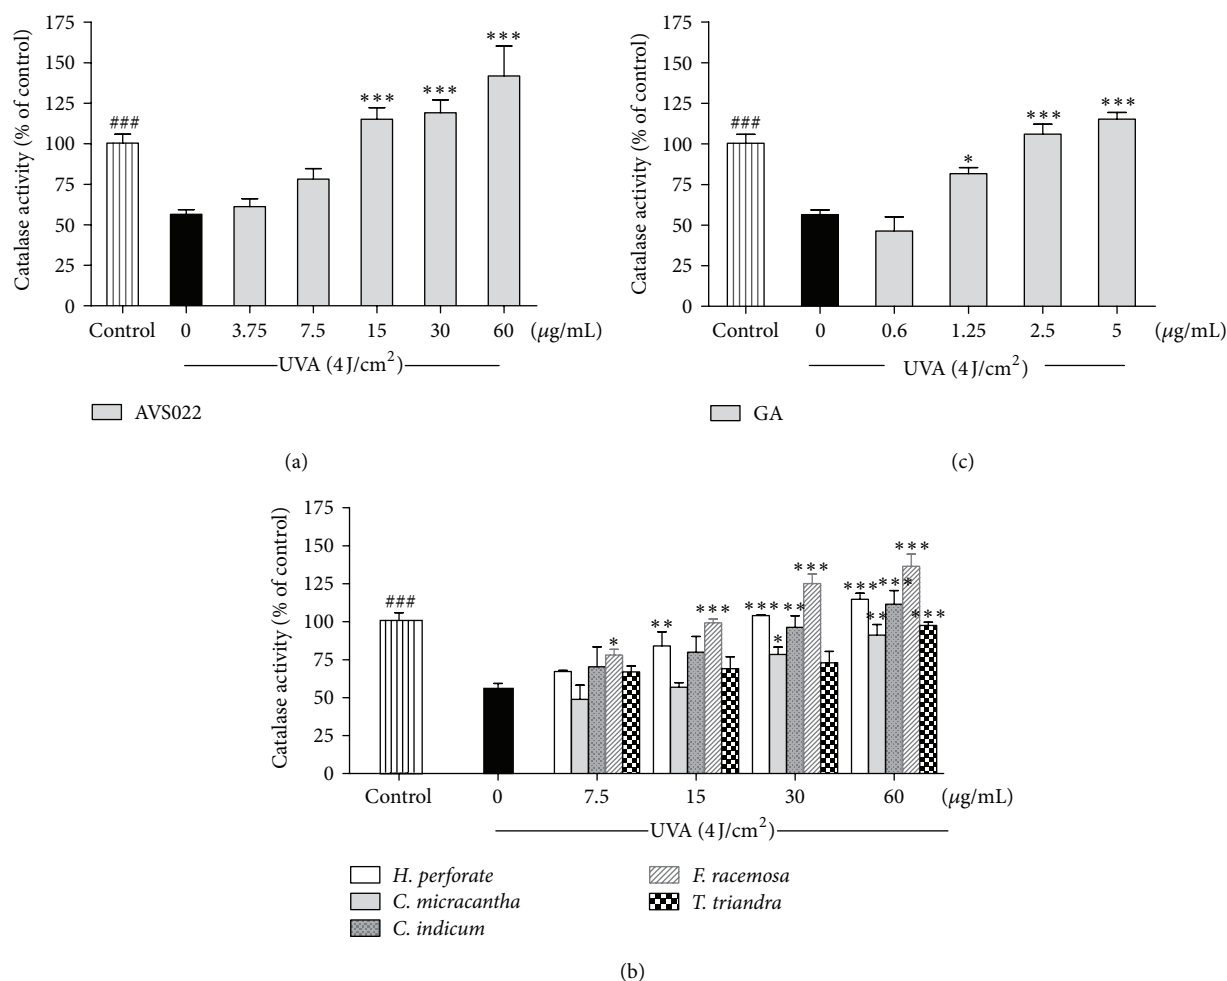 Catalase activity (% of control)
175
150
125
100
75
50
25
0
###
***
***
***
Control 0 3.75 7.5 15 30 60 (μg/mL)
UVA (4 J/cm²)
AVS022
(a)
Catalase activity (% of control)
175
150
125
100
75
50
25
0
###
*
***
***
Control 0 0.6 1.25 2.5 5 (μg/mL)
UVA (4 J/cm²)
GA
(c)
Catalase activity (% of control)
175
150
125
100
75
50
25
0
###
*
**
***
***
*
**
***
***
**
***
***
***
Control 0 7.5 15 30 60 (μg/mL)
UVA (4 J/cm²)
H. perforate
C. micracantha
C. indicum
F. racemosa
T. triandra
(b)